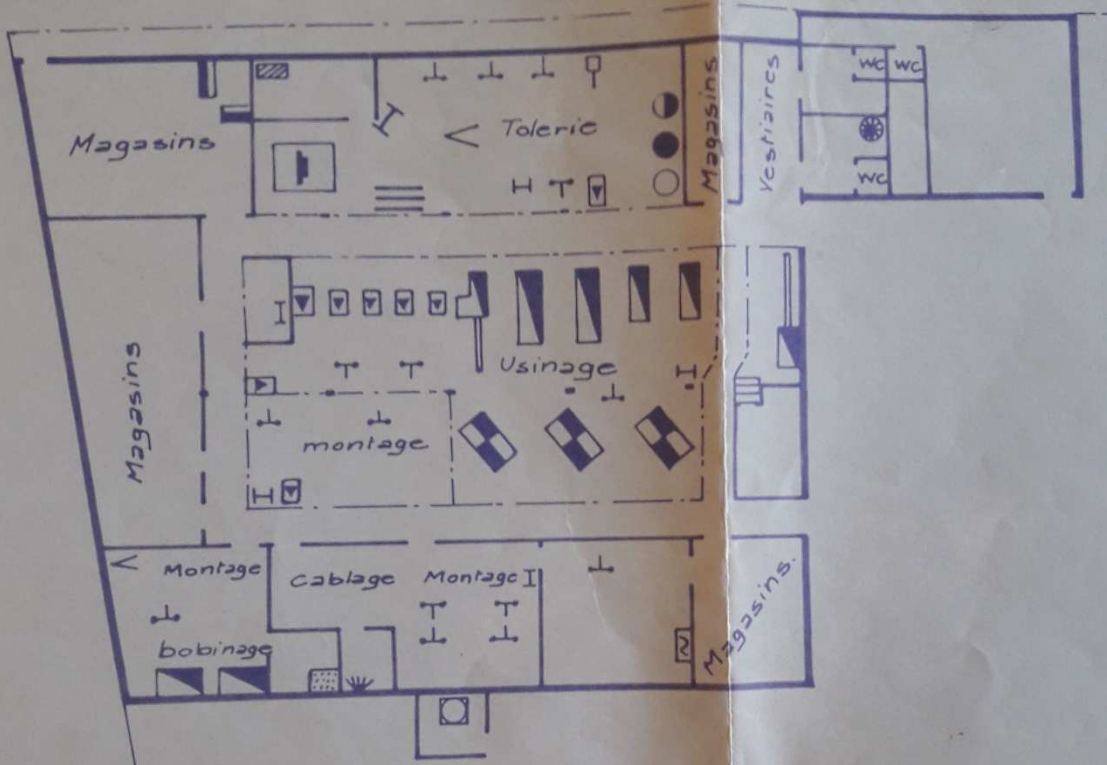 Magasins
Tolerie
Magasins
Vestiaires
WC
WC
WC
Magasins
Usinage
montage
Montage
Cablage
Montage
bobinage
Magasins.